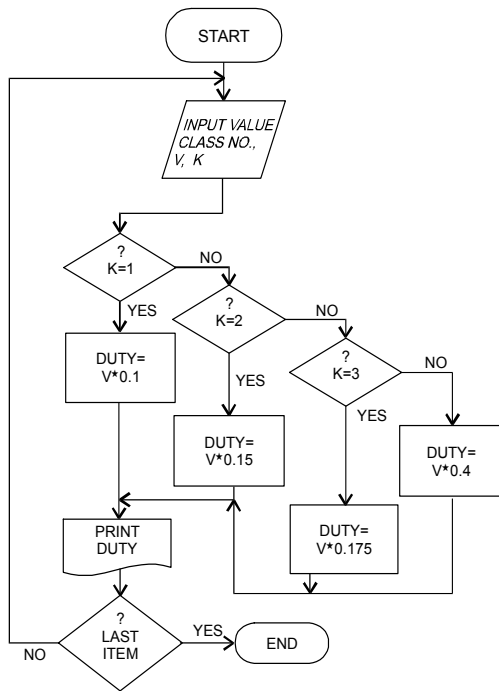 START
INPUT VALUE
CLASS NO.,
V, K
?
K=1
NO
YES
?
K=2
NO
YES
?
K=3
NO
YES
DUTY=
V*0.1
DUTY=
V*0.15
DUTY=
V*0.4
DUTY=
V*0.175
PRINT
DUTY
?
LAST
ITEM
NO
YES
END